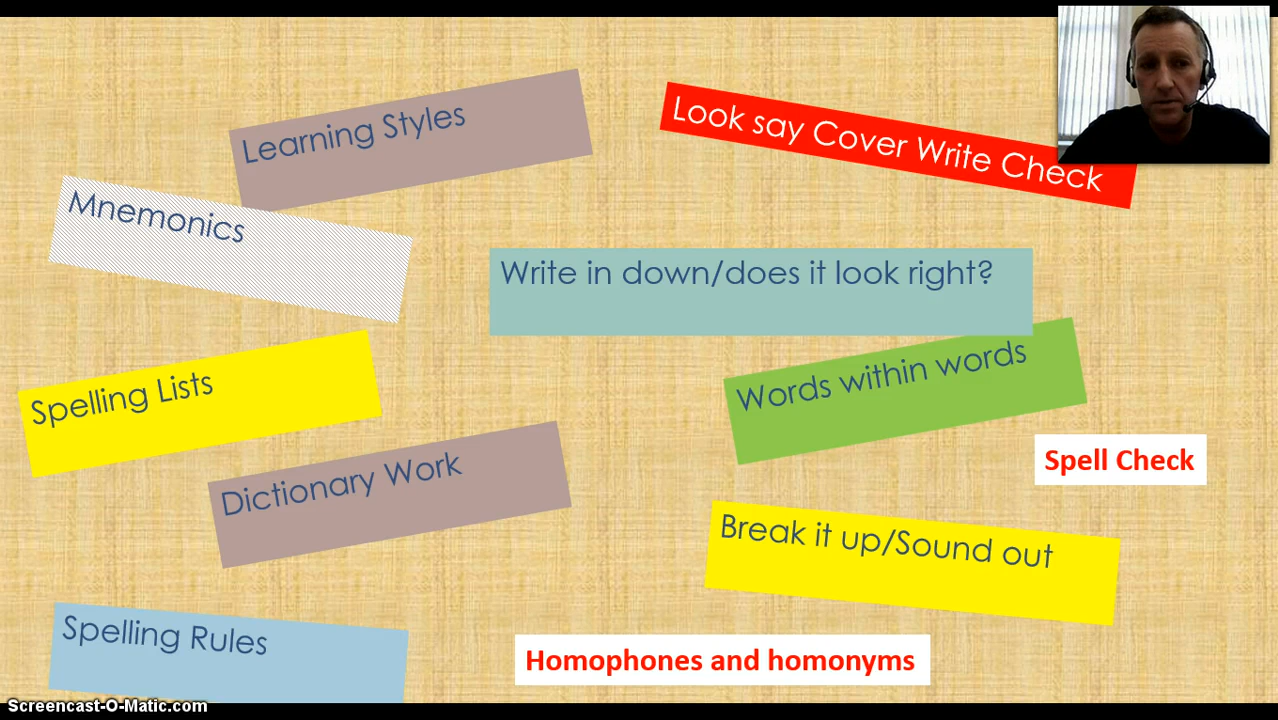 Learning Styles
Look say Cover Write Check
Mnemonics
Write in down/does it look right?
Spelling Lists
Words within words
Dictionary Work
Spell Check
Break it up/Sound out
Spelling Rules
Homophones and homonyms
Screencast-O-Matic.com